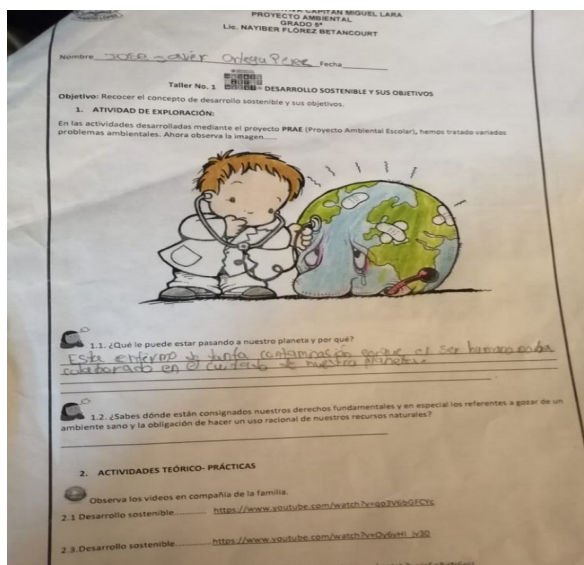 CAPITAN MIGUEL LARA
PROYECTO AMBIENTAL
GRADO 5°
Lic. NAYIBER FLÓREZ BETANCOURT
Nombre Fecha
Taller No. 1 DESARROLLO SOSTENIBLE Y SUS OBJETIVOS
Objetivo: Recocer el concepto de desarrollo sostenible y sus objetivos.
1. ATIVIDAD DE EXPLORACIÓN:
En las actividades desarrolladas mediante el proyecto PRAE (Proyecto Ambiental Escolar), hemos tratado variados
problemas ambientales. Ahora observa la imagen......
1.1. ¿Qué le puede estar pasando a nuestro planeta y por qué?
Esta enfermo de tanta contaminasión porque el ser humano
colaborado en el cuidado de nuestro planeta.
1.2. ¿Sabes dónde están consignados nuestros derechos fundamentales y en especial los referentes a gozar de un
ambiente sano y la obligación de hacer un uso racional de nuestros recursos naturales?
2. ACTIVIDADES TEÓRICO- PRÁCTICAS
Observa los videos en compañía de la familia.
2.1 Desarrollo sostenible
2.3.Desarrollo sostenible